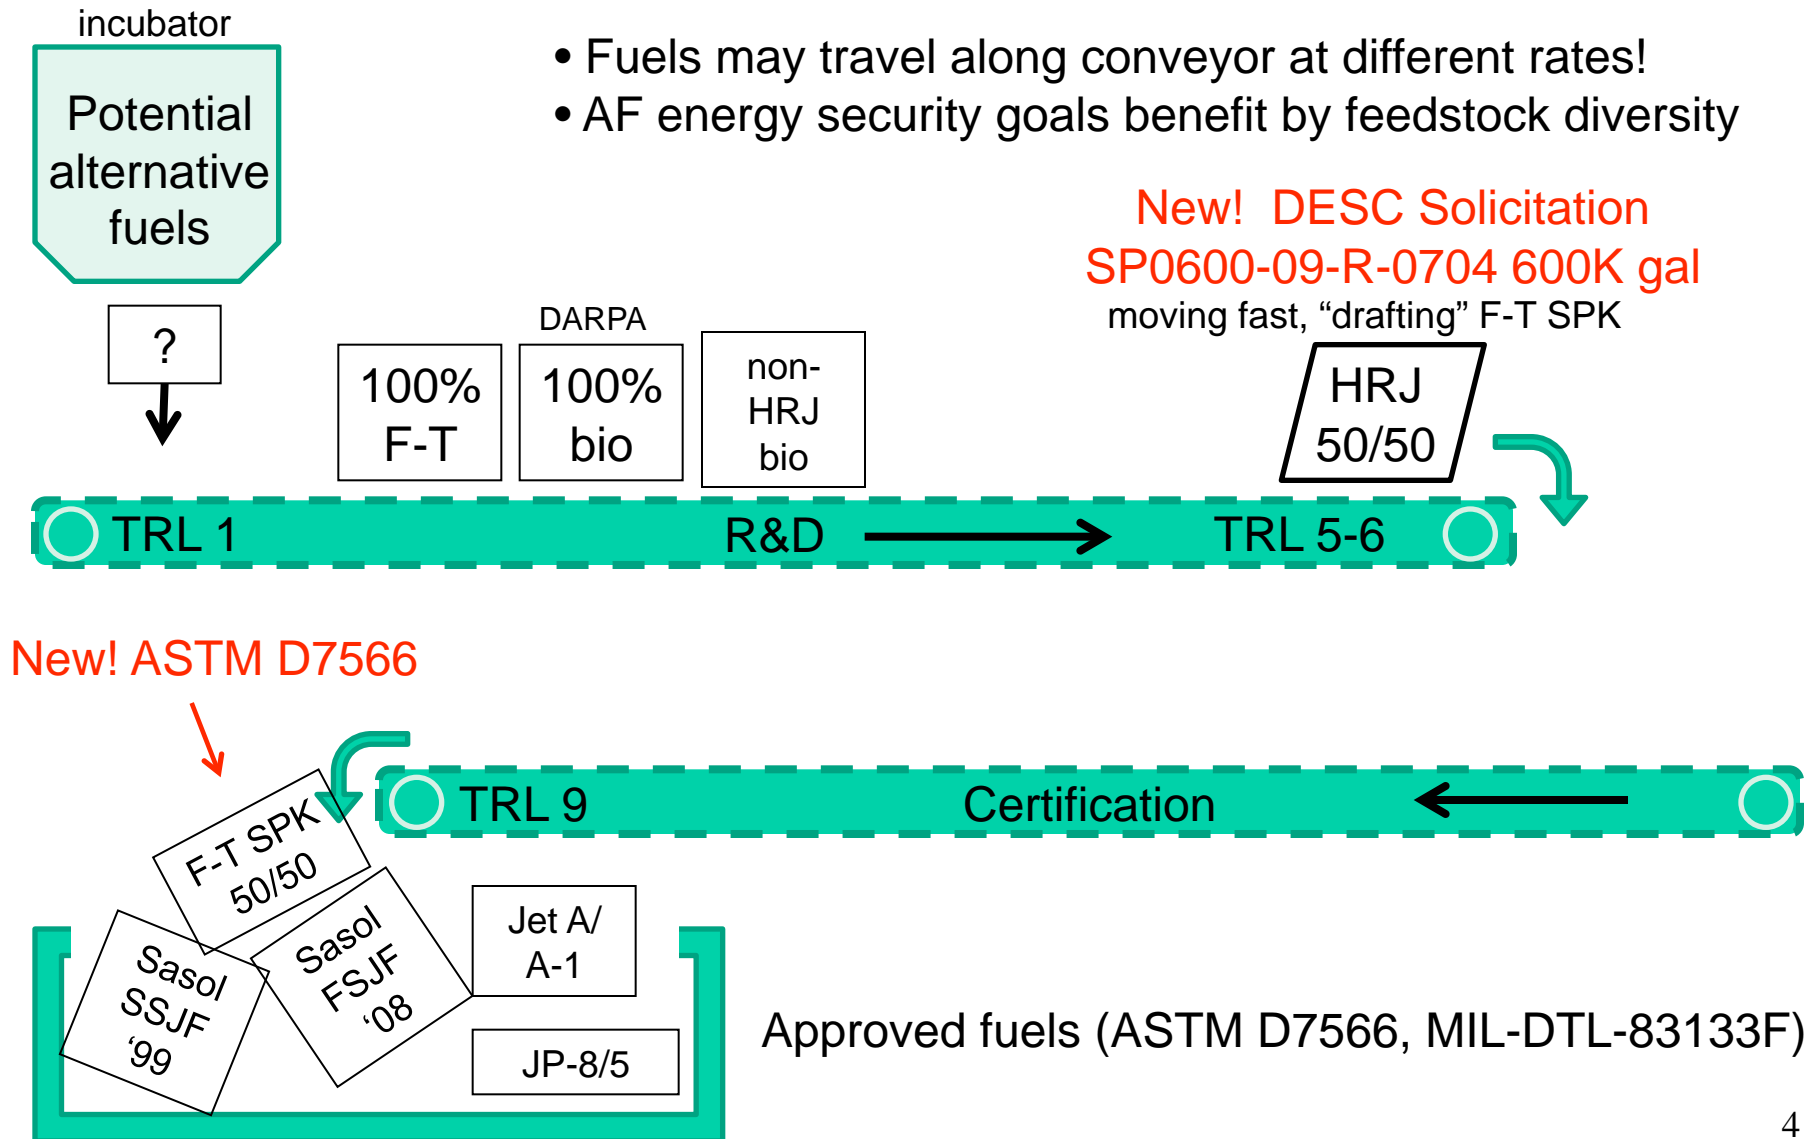 incubator
Potential
alternative
fuels
• Fuels may travel along conveyor at different rates!
• AF energy security goals benefit by feedstock diversity
New! DESC Solicitation
SP0600-09-R-0704 600K gal
moving fast, “drafting” F-T SPK
?
100%
F-T
DARPA
100%
bio
non-
HRJ
bio
HRJ
50/50
TRL 1
R&D
TRL 5-6
New! ASTM D7566
TRL 9
Certification
F-T SPK
50/50
Sasol
SSJF
‘99
Sasol
FSJF
‘08
Jet A/
A-1
JP-8/5
Approved fuels (ASTM D7566, MIL-DTL-83133F)
4